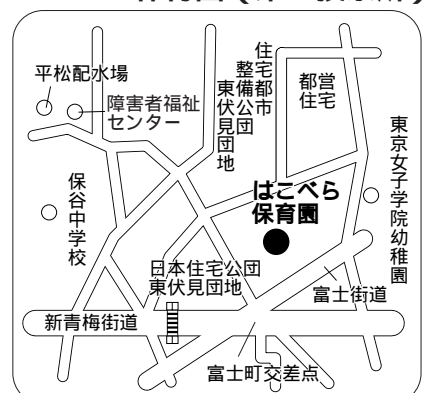 平松配水場
障害者福祉
センター
住宅都市
整備公団
東伏見団地
都営
住宅
東京女子学院幼稚園
はこべら
保育園
保谷中学校
日本住宅公団
東伏見団地
富士街道
新青梅街道
富士町交差点